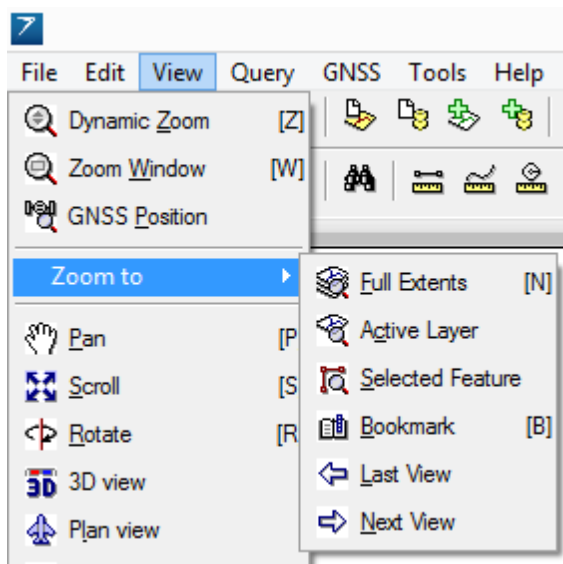 File Edit View Query GNSS Tools Help
Dynamic Zoom [Z]
Zoom Window [W]
GNSS Position
Zoom to
Pan [P
Scroll [S
Rotate [R
3D view
Plan view
Full Extents [N]
Active Layer
Selected Feature
Bookmark [B]
Last View
Next View